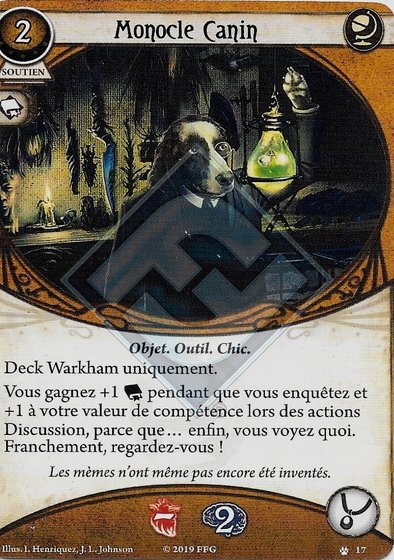 2
Monocle Canin
SOUTIEN
Objet. Outil. Chic.
Deck Warkham uniquement.
Vous gagnez +1 pendant que vous enquêtez et
+1 à votre valeur de compétence lors des actions
Discussion, parce que… enfin, vous voyez quoi.
Franchement, regardez-vous !
Les mèmes n'ont même pas encore été inventés.
2
Illus. I. Henriquez, J. L. Johnson © 2019 FFG 17